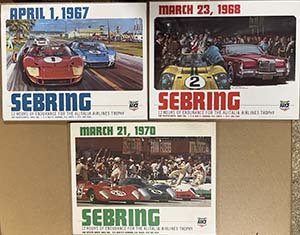 APRIL 1, 1967
1
SEBRING
12 HOURS OF ENDURANCE FOR THE ALITALIA AIRLINES TROPHY
MARCH 23, 1968
2
SEBRING
12 HOURS OF ENDURANCE FOR THE ALITALIA AIRLINES TROPHY
MARCH 21, 1970
SEBRING
12 HOURS OF ENDURANCE FOR THE ALITALIA AIRLINES TROPHY